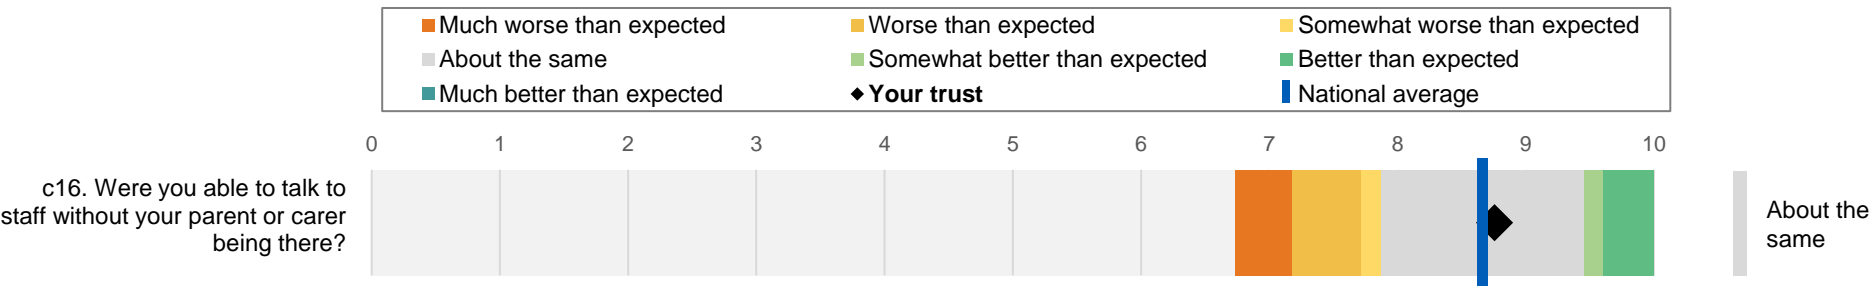 Much worse than expected
Worse than expected
Somewhat worse than expected
About the same
Somewhat better than expected
Better than expected
Much better than expected
Your trust
National average
0 1 2 3 4 5 6 7 8 9 10
c16. Were you able to talk to
staff without your parent or carer
being there?
About the
same